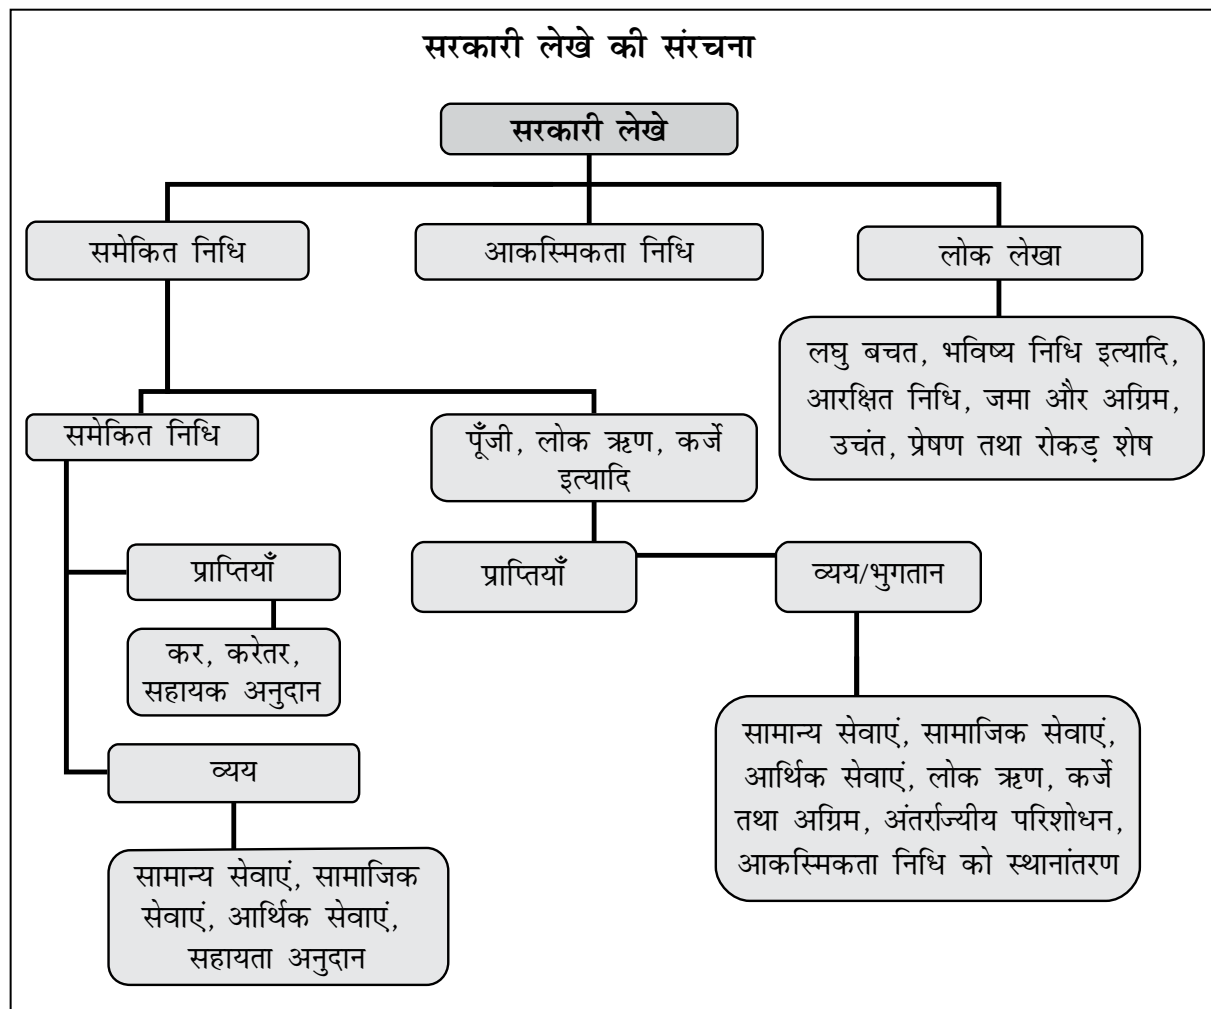 सरकारी लेखे की संरचना
सरकारी लेखे
समेकित निधि
आकस्मिकता निधि
लोक लेखा
लघु बचत, भविष्य निधि इत्यादि,
आरक्षित निधि, जमा और अग्रिम,
उचंत, प्रेषण तथा रोकड़ शेष
समेकित निधि
पूँजी, लोक ऋण, कर्जे
इत्यादि
प्राप्तियाँ
कर, करेतर,
सहायक अनुदान
व्यय
सामान्य सेवाएं, सामाजिक
सेवाएं, आर्थिक सेवाएं,
सहायता अनुदान
प्राप्तियाँ
व्यय/भुगतान
सामान्य सेवाएं, सामाजिक सेवाएं,
आर्थिक सेवाएं, लोक ऋण, कर्जे
तथा अग्रिम, अंतर्राज्यीय परिशोधन,
आकस्मिकता निधि को स्थानांतरण